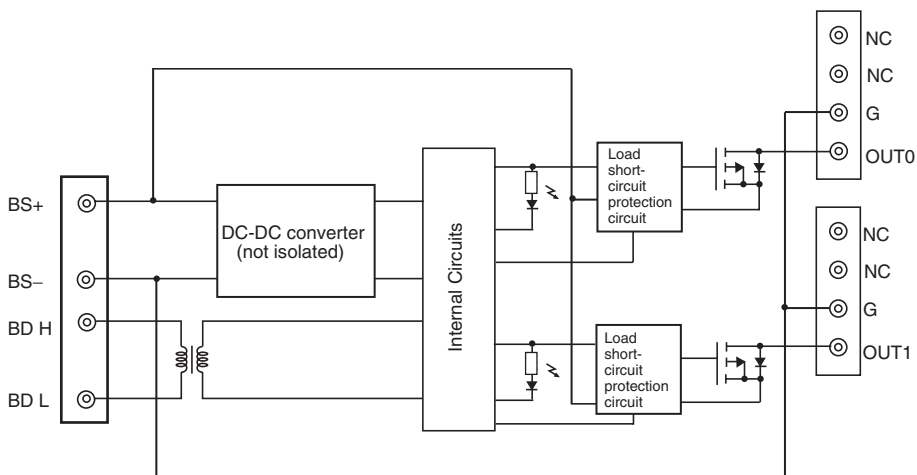 BS+
BS–
BD H
BD L
DC-DC converter
(not isolated)
Internal Circuits
Load
short-
circuit
protection
circuit
Load
short-
circuit
protection
circuit
NC
NC
G
OUT0
NC
NC
G
OUT1